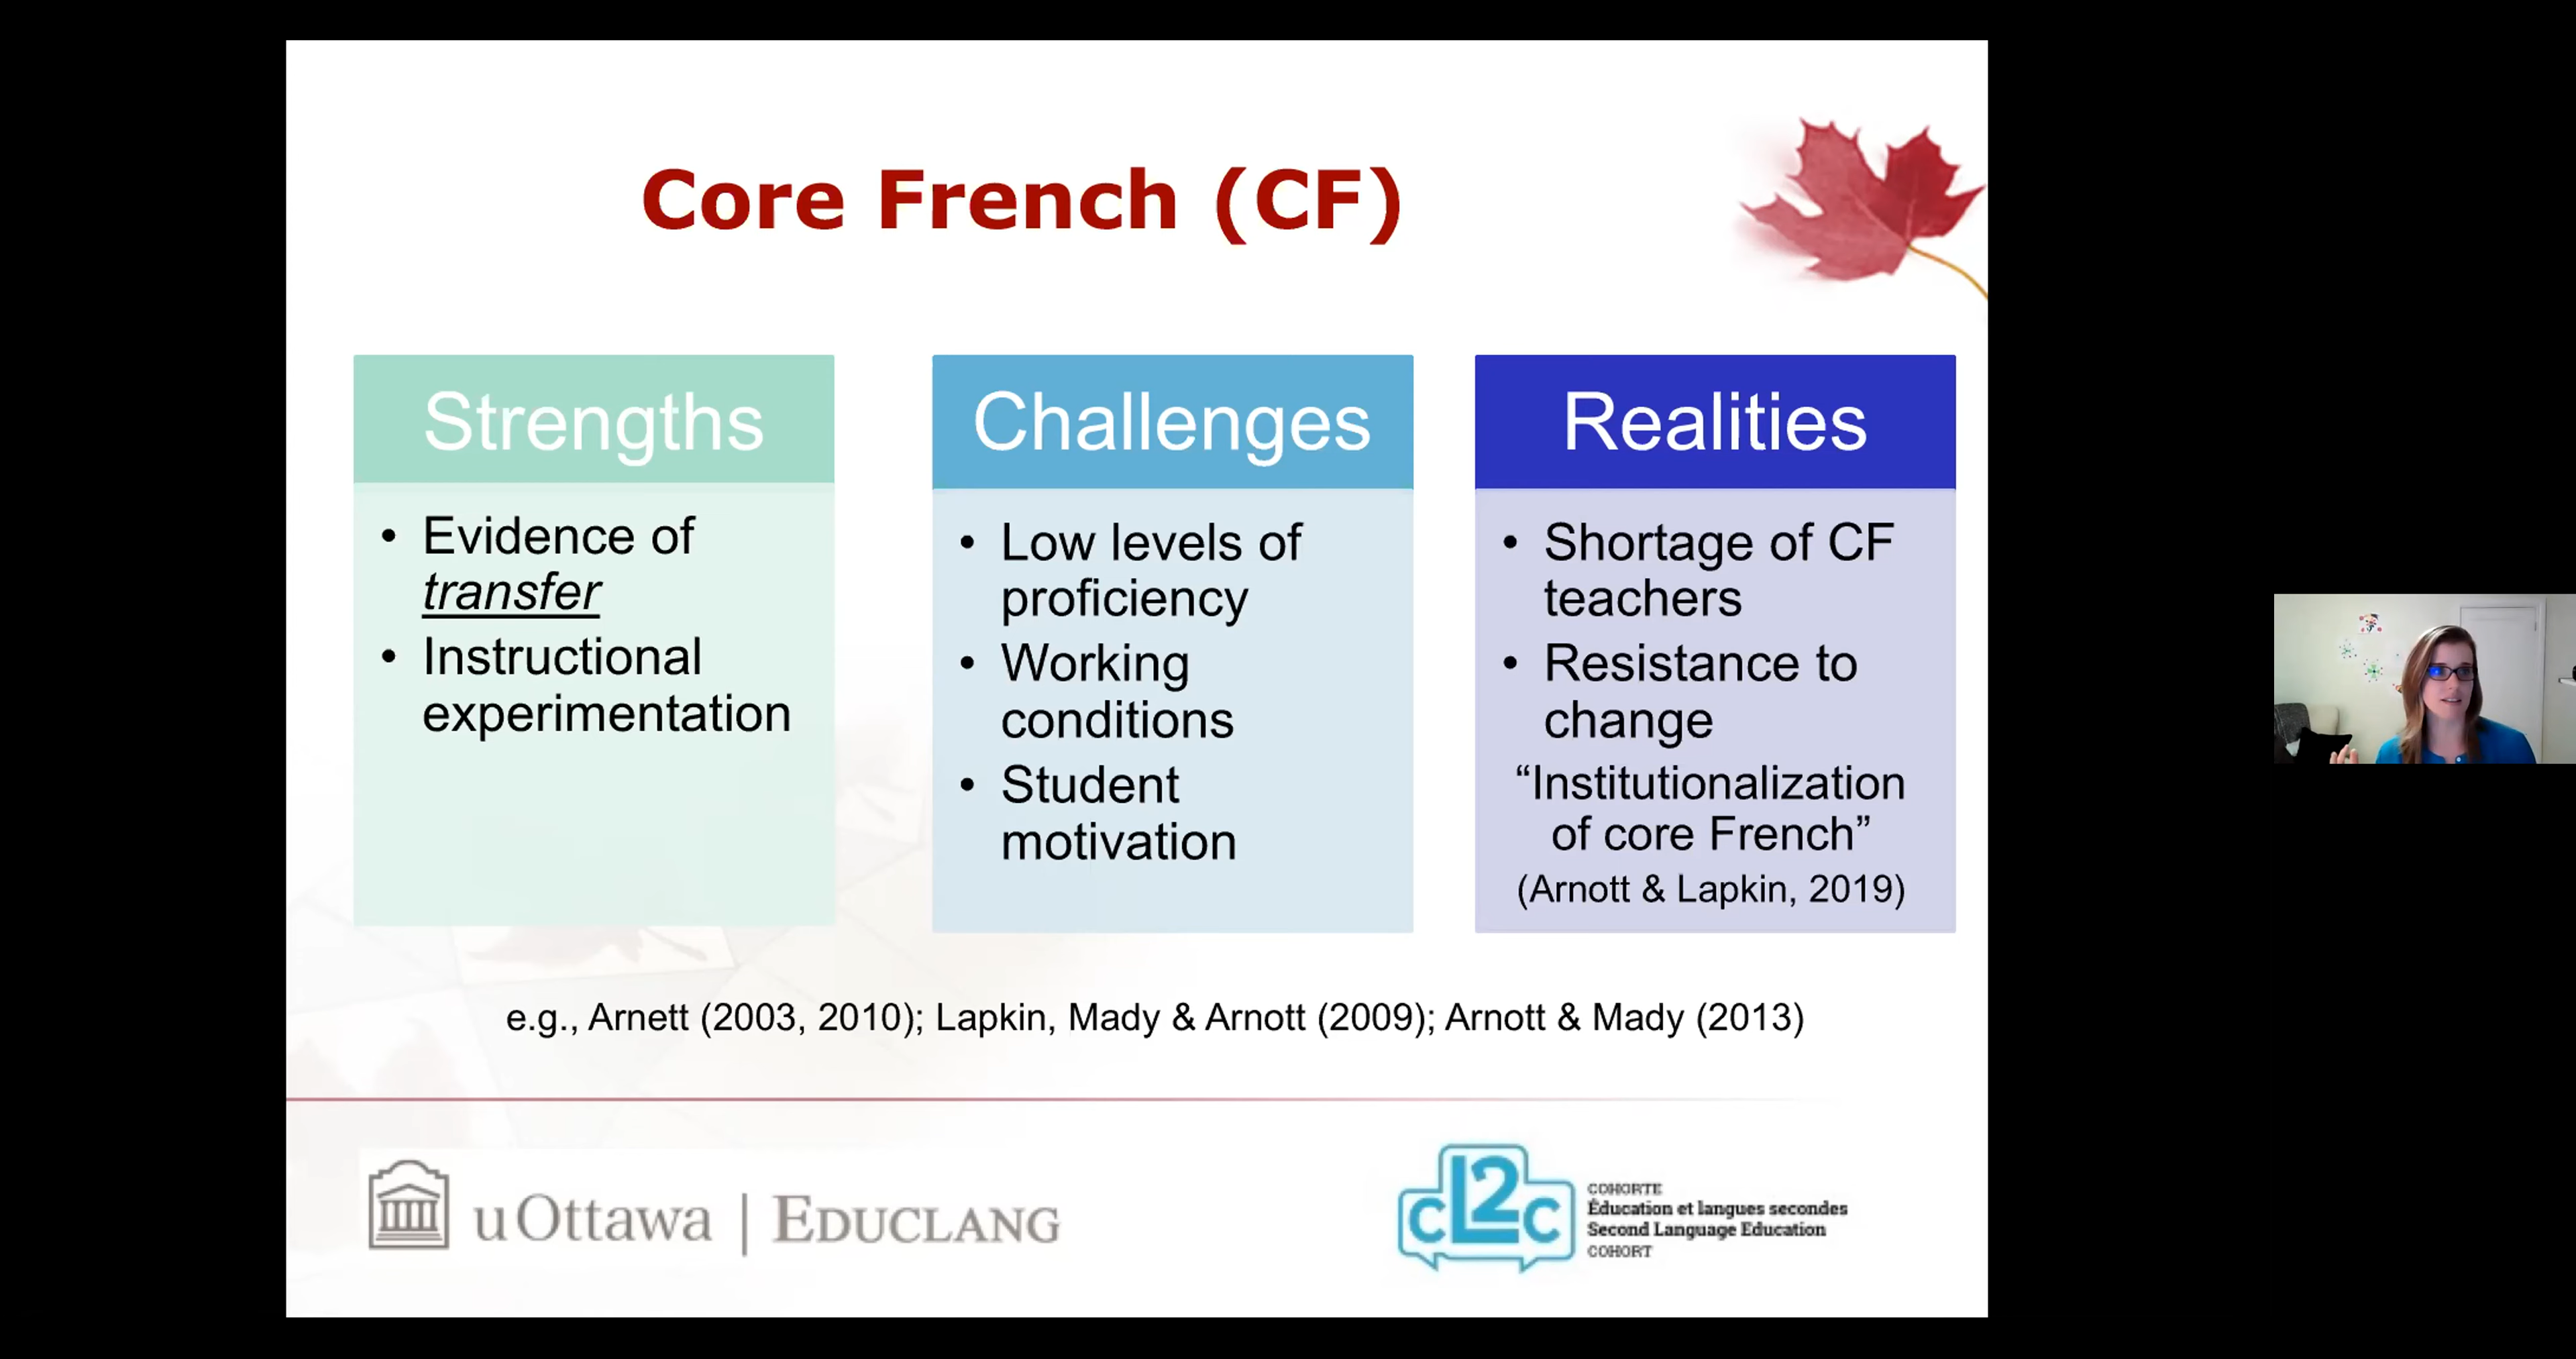 Core French (CF)
Strengths
• Evidence of
transfer
• Instructional
experimentation
Challenges
• Low levels of
proficiency
• Working
conditions
• Student
motivation
Realities
• Shortage of CF
teachers
• Resistance to
change
“Institutionalization
of core French”
(Arnott & Lapkin, 2019)
e.g., Arnett (2003, 2010); Lapkin, Mady & Arnott (2009); Arnott & Mady (2013)
uOttawa | EDUCLANG
cL2c
COHORTE
Éducation et langues secondes
Second Language Education
COHORT